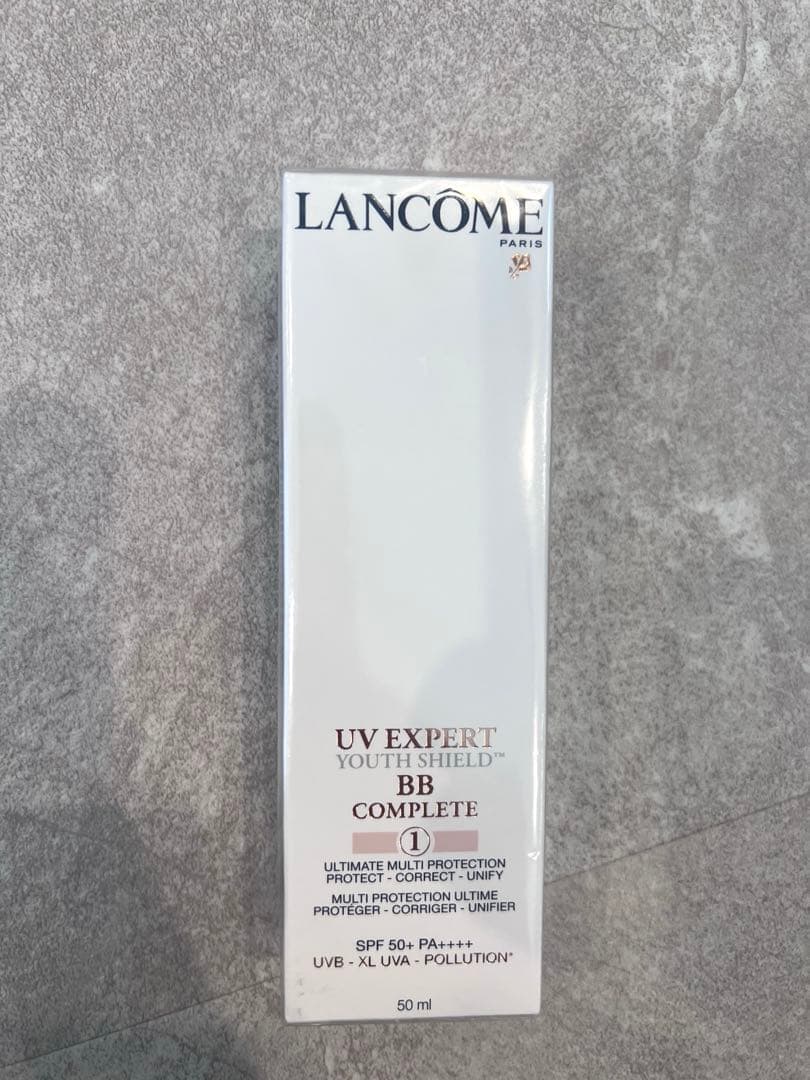 LANCÔME
PARIS
UV EXPERT
YOUTH SHIELD™
BB
COMPLETE
1
ULTIMATE MULTI PROTECTION
PROTECT - CORRECT - UNIFY
MULTI PROTECTION ULTIME
PROTÉGER - CORRIGER - UNIFIER
SPF 50+ PA++++
UVB - XL UVA - POLLUTION*
50 ml